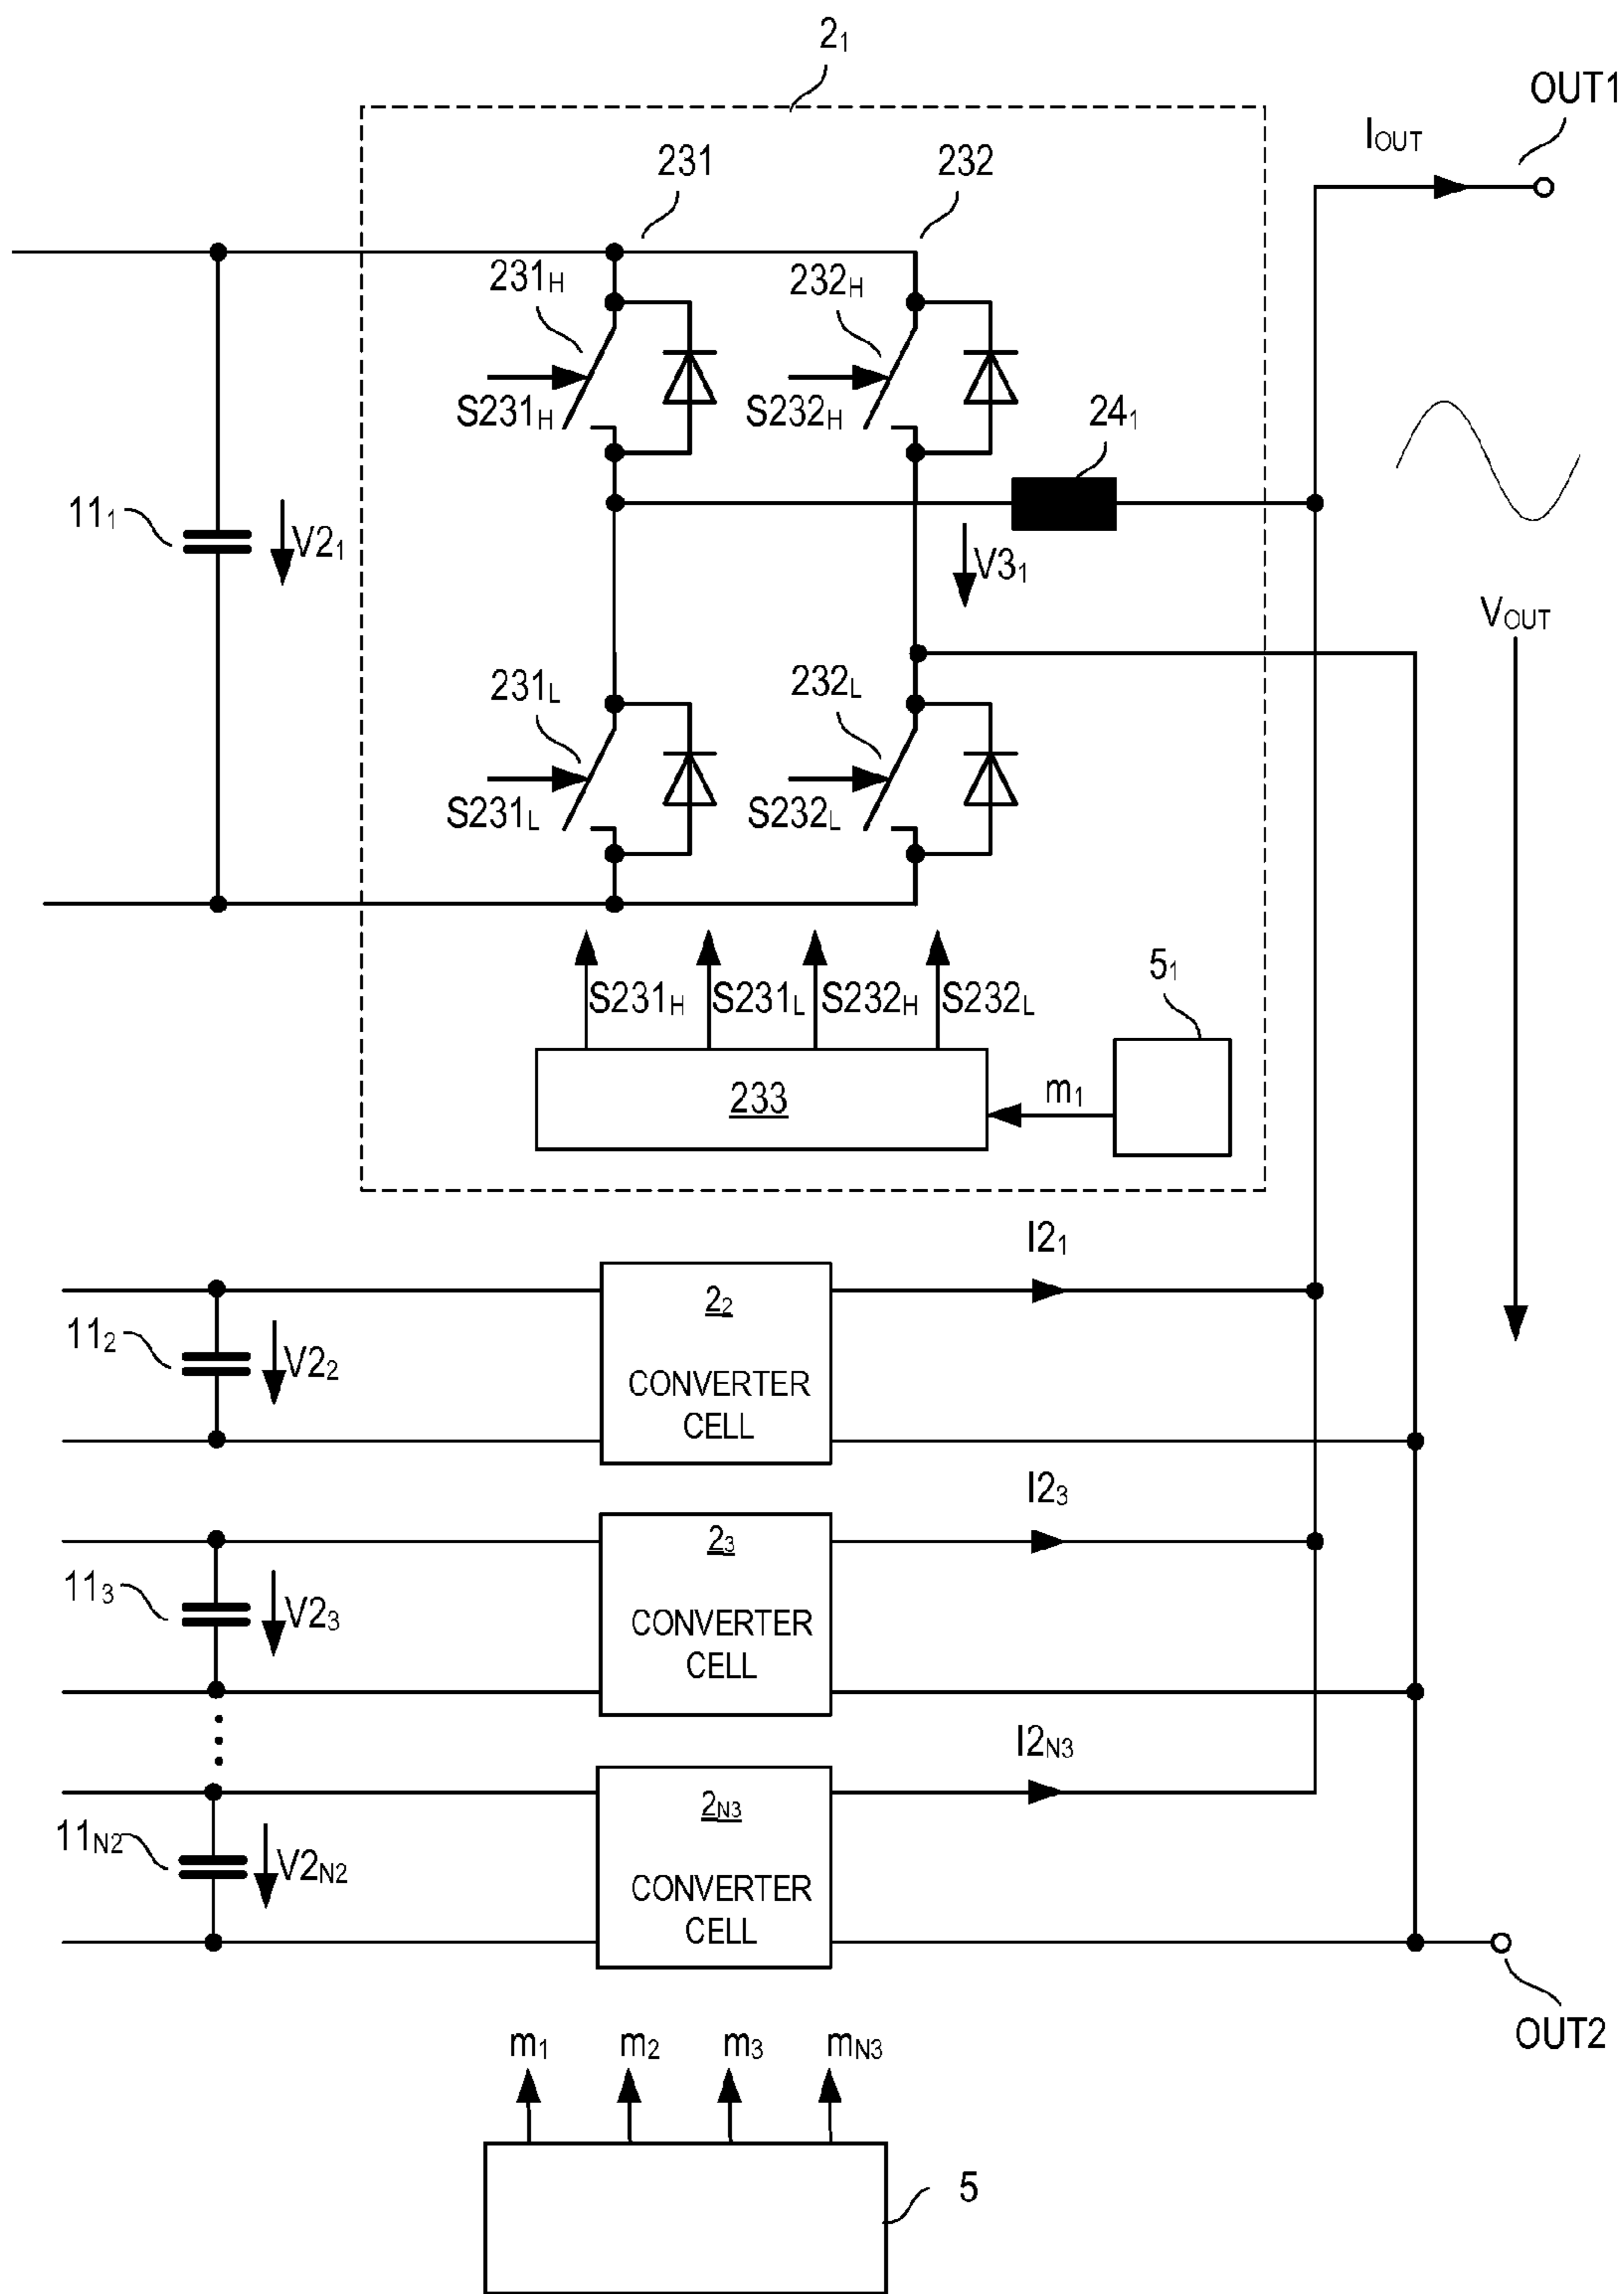 2₁
OUT1
I_OUT
231
232
231_H
232_H
S231_H
S232_H
24₁
11₁
V2₁
V3₁
V_OUT
231_L
232_L
S231_L
S232_L
S231_H
S231_L
S232_H
S232_L
5₁
233
m₁
I2₁
2₂
11₂
V2₂
CONVERTER
CELL
I2₃
2₃
11₃
V2₃
CONVERTER
CELL
I2_N3
2_N3
11_N2
V2_N2
CONVERTER
CELL
OUT2
m₁
m₂
m₃
m_N3
5